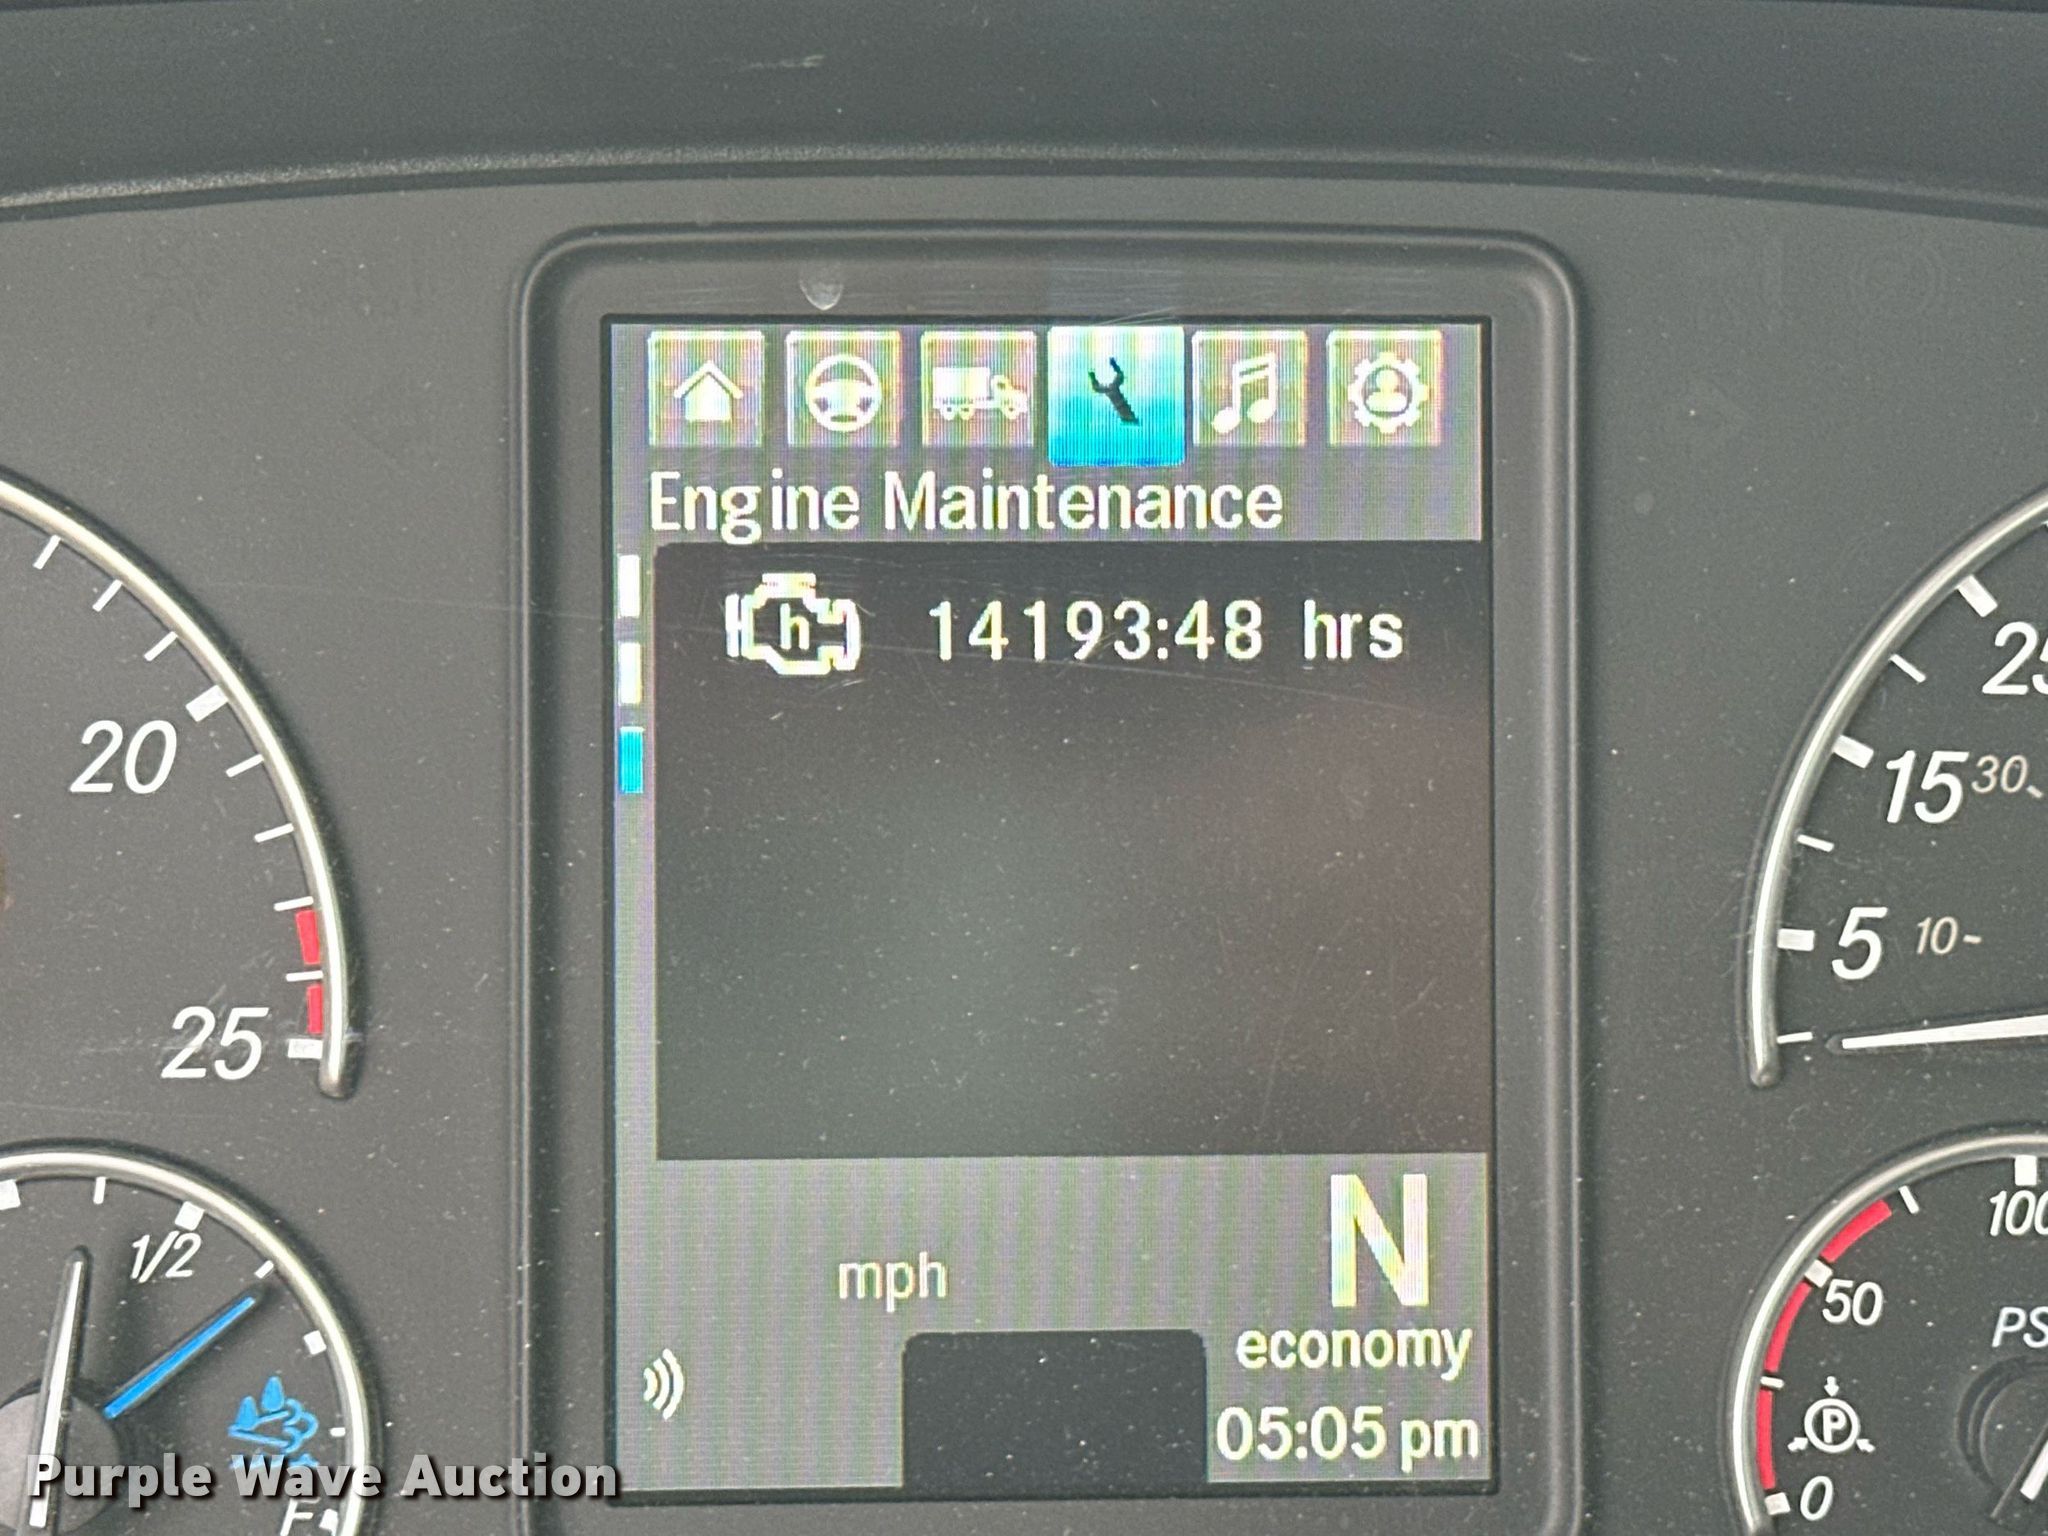 Engine Maintenance
h 14193:48 hrs
20
25
25
15 30
5 10
1/2
F
mph
N
economy
05:05 pm
100
50
PS
P
0
Purple Wave Auction